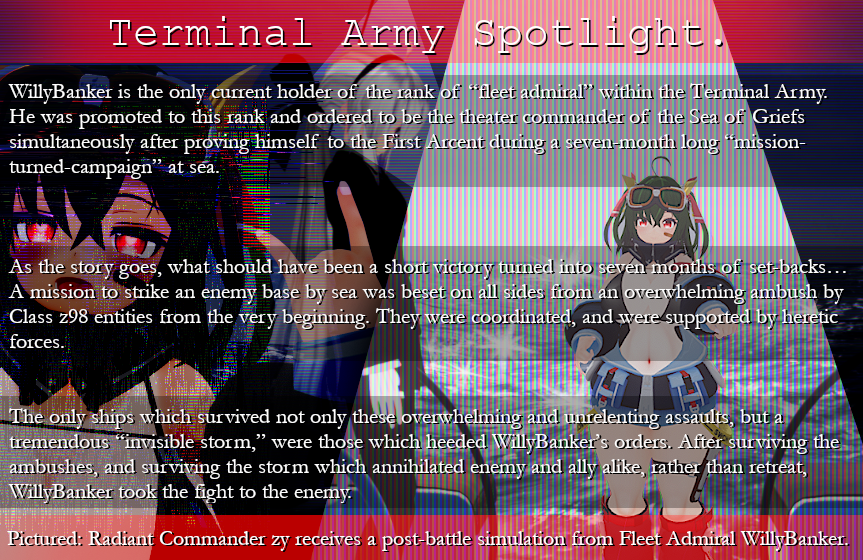 Terminal Army Spotlight.
WillyBanker is the only current holder of the rank of “fleet admiral” within the Terminal Army.
He was promoted to this rank and ordered to be the theater commander of the Sea of Griefs
simultaneously after proving himself to the First Arcent during a seven-month long “mission-
turned-campaign” at sea.
As the story goes, what should have been a short victory turned into seven months of set-backs…
A mission to strike an enemy base by sea was beset on all sides from an overwhelming ambush by
Class z98 entities from the very beginning. They were coordinated, and were supported by heretic
forces.
The only ships which survived not only these overwhelming and unrelenting assaults, but a
tremendous “invisible storm,” were those which heeded WillyBanker’s orders. After surviving the
ambushes, and surviving the storm which annihilated enemy and ally alike, rather than retreat,
WillyBanker took the fight to the enemy.
Pictured: Radiant Commander zy receives a post-battle simulation from Fleet Admiral WillyBanker.